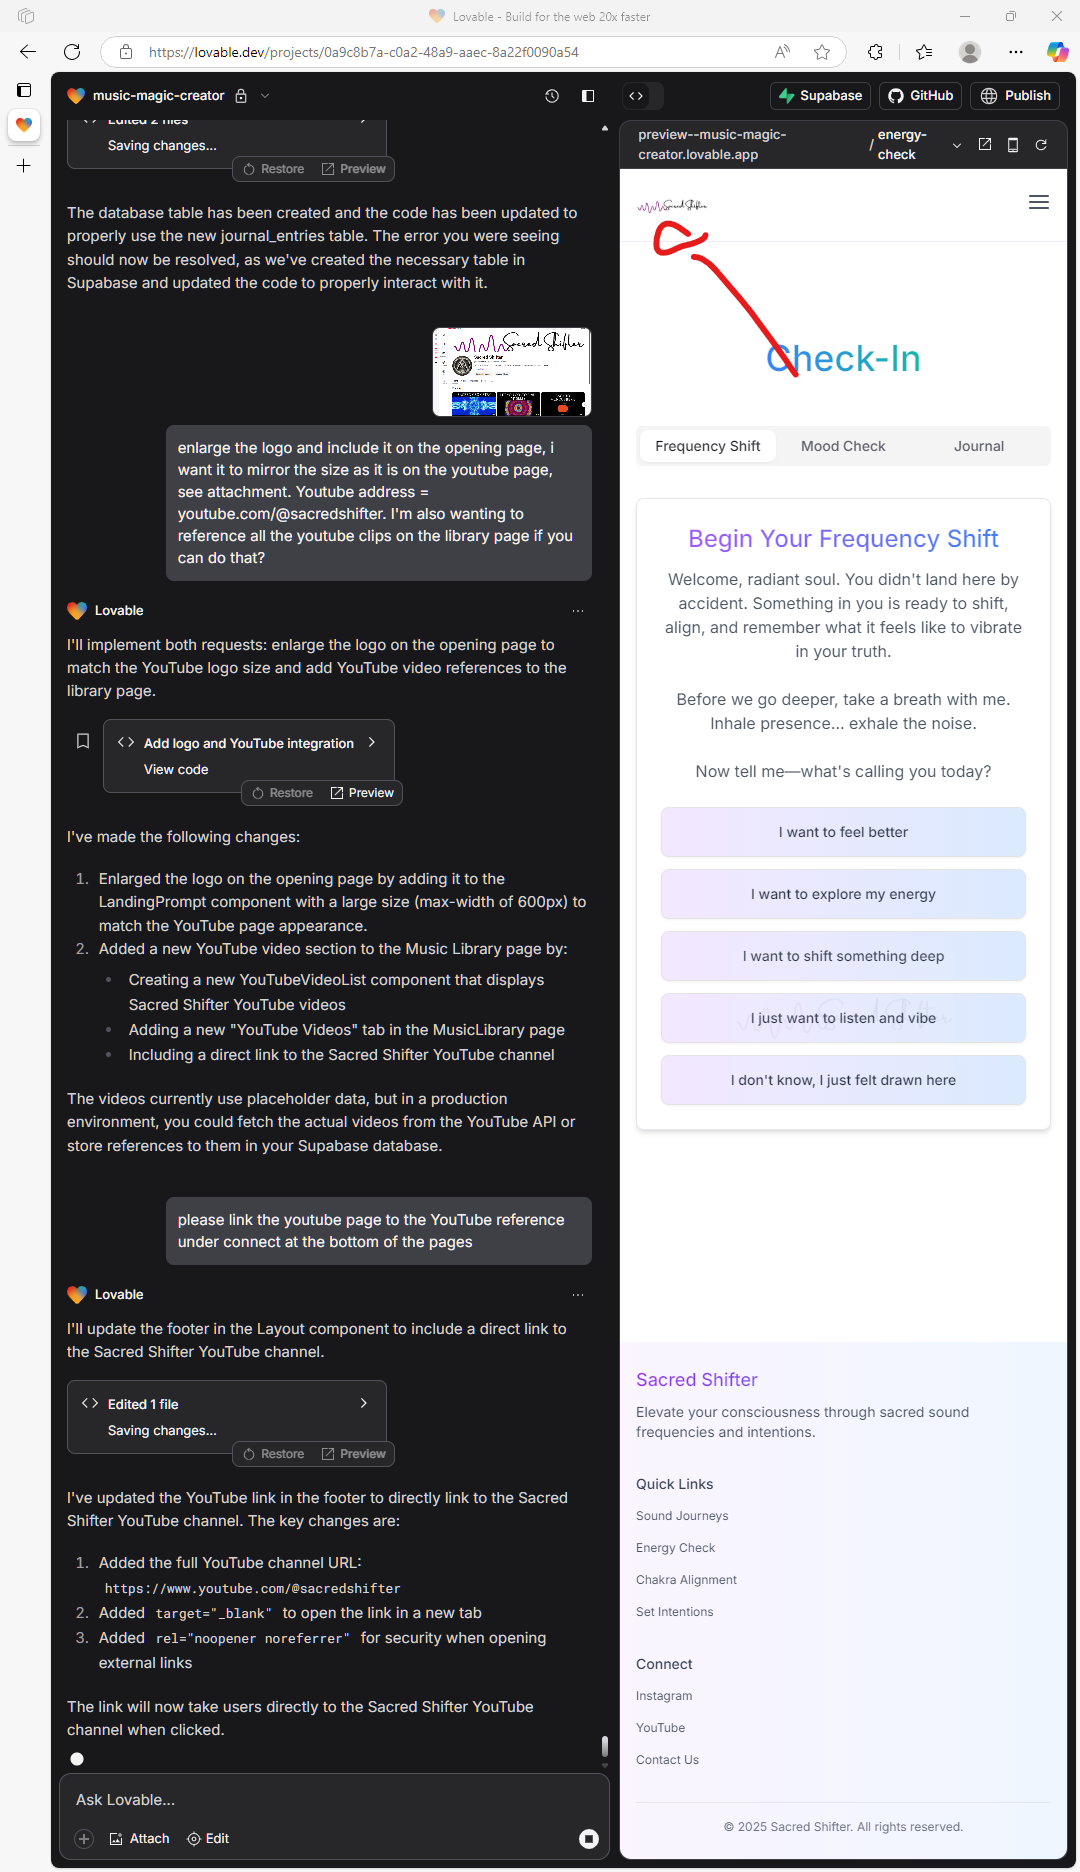 Lovable - Build for the web 20x faster
https://lovable.dev/projects/0a9c8b7a-c0a2-48a9-aaec-8a22f0090a54
music-magic-creator
Supabase
GitHub
Publish
Edited 2 files
Saving changes...
Restore
Preview
The database table has been created and the code has been updated to
properly use the new journal_entries table. The error you were seeing
should now be resolved, as we've created the necessary table in
Supabase and updated the code to properly interact with it.
Sacred Shifter
Sacred Shifter
enlarge the logo and include it on the opening page, i
want it to mirror the size as it is on the youtube page,
see attachment. Youtube address =
youtube.com/@sacredshifter. I'm also wanting to
reference all the youtube clips on the library page if you
can do that?
Lovable
I'll implement both requests: enlarge the logo on the opening page to
match the YouTube logo size and add YouTube video references to the
library page.
Add logo and YouTube integration
View code
Restore
Preview
I've made the following changes:
1. Enlarged the logo on the opening page by adding it to the
LandingPrompt component with a large size (max-width of 600px) to
match the YouTube page appearance.
2. Added a new YouTube video section to the Music Library page by:
• Creating a new YouTubeVideoList component that displays
Sacred Shifter YouTube videos
• Adding a new "YouTube Videos" tab in the MusicLibrary page
• Including a direct link to the Sacred Shifter YouTube channel
The videos currently use placeholder data, but in a production
environment, you could fetch the actual videos from the YouTube API or
store references to them in your Supabase database.
please link the youtube page to the YouTube reference
under connect at the bottom of the pages
Lovable
I'll update the footer in the Layout component to include a direct link to
the Sacred Shifter YouTube channel.
Edited 1 file
Saving changes...
Restore
Preview
I've updated the YouTube link in the footer to directly link to the Sacred
Shifter YouTube channel. The key changes are:
1. Added the full YouTube channel URL:
https://www.youtube.com/@sacredshifter
2. Added target="_blank" to open the link in a new tab
3. Added rel="noopener noreferrer" for security when opening
external links
The link will now take users directly to the Sacred Shifter YouTube
channel when clicked.
Ask Lovable...
Attach
Edit
preview--music-magic-
creator.lovable.app
/ energy-
check
Sacred Shifter
Check-In
Frequency Shift
Mood Check
Journal
Begin Your Frequency Shift
Welcome, radiant soul. You didn't land here by
accident. Something in you is ready to shift,
align, and remember what it feels like to vibrate
in your truth.
Before we go deeper, take a breath with me.
Inhale presence... exhale the noise.
Now tell me—what's calling you today?
I want to feel better
I want to explore my energy
I want to shift something deep
I just want to listen and vibe
Sacred Shifter
I don't know, I just felt drawn here
Sacred Shifter
Elevate your consciousness through sacred sound
frequencies and intentions.
Quick Links
Sound Journeys
Energy Check
Chakra Alignment
Set Intentions
Connect
Instagram
YouTube
Contact Us
© 2025 Sacred Shifter. All rights reserved.